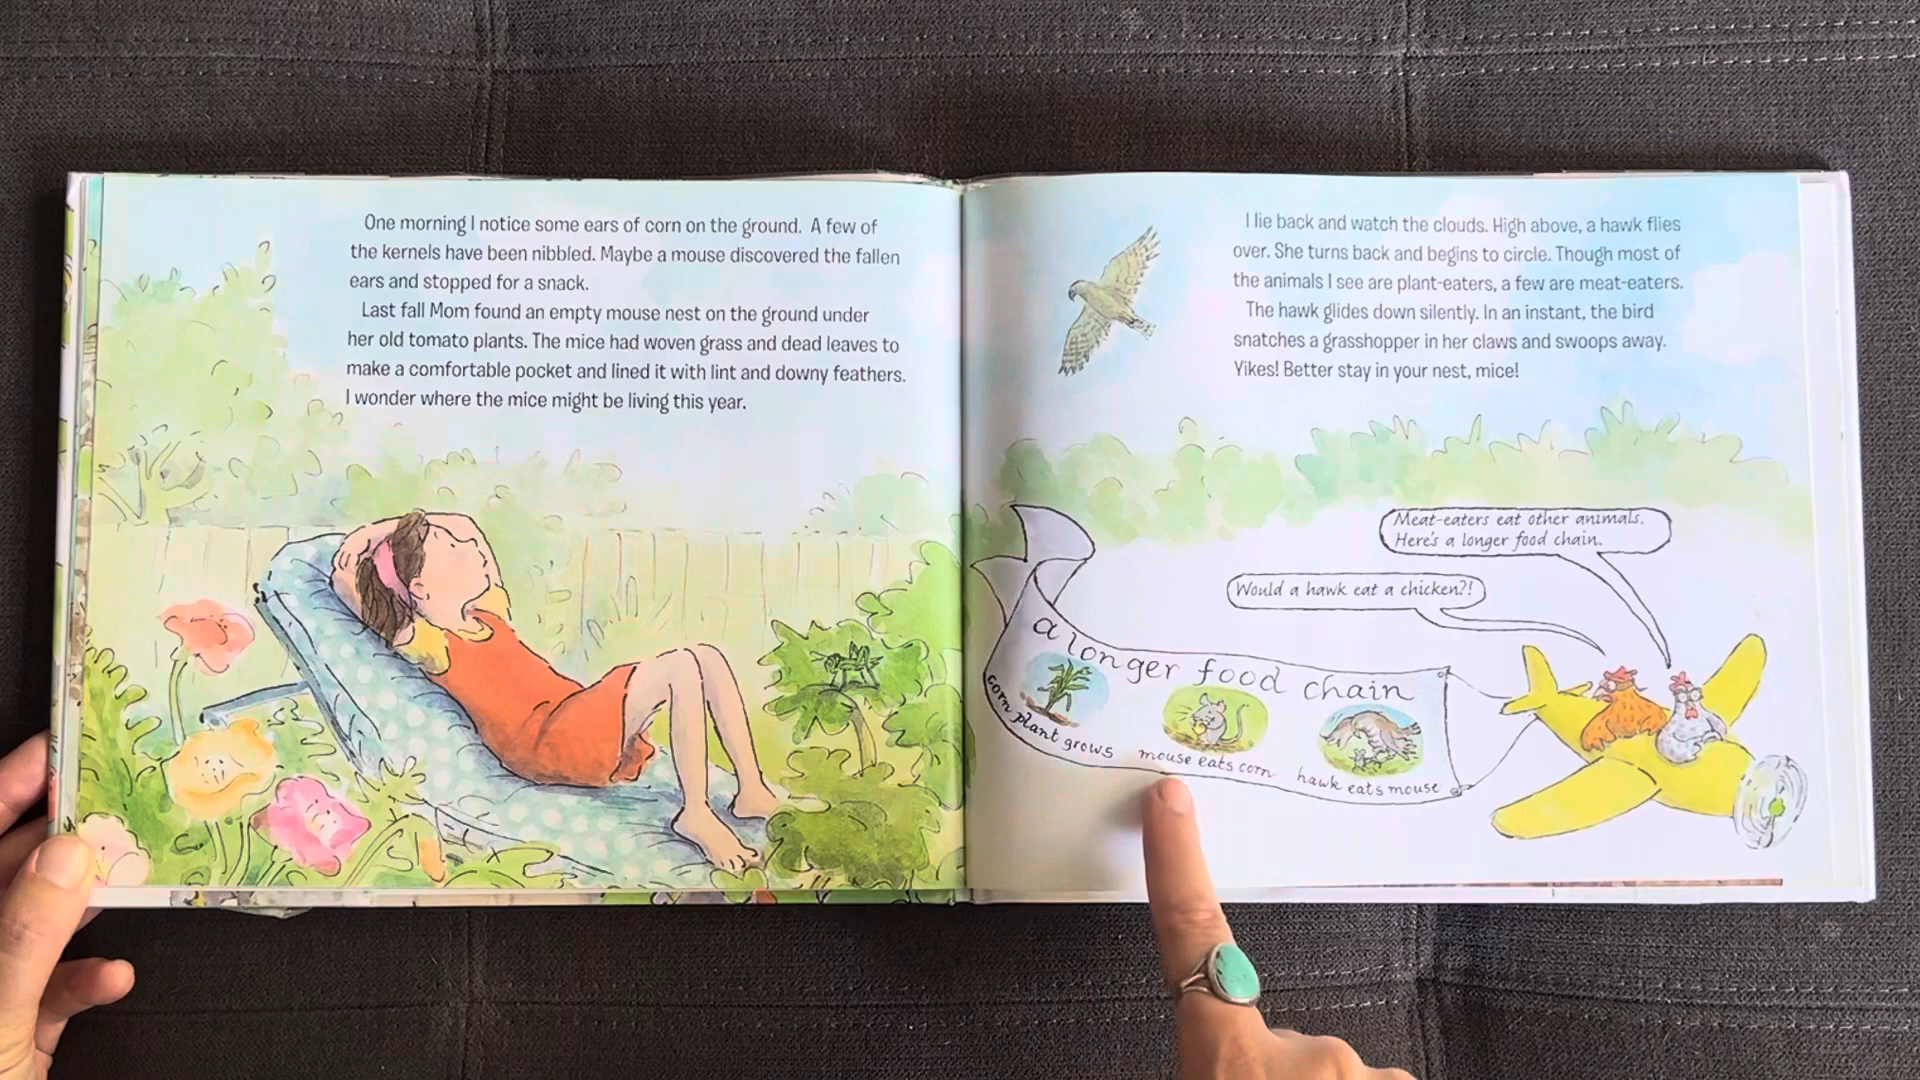 One morning I notice some ears of corn on the ground. A few of
the kernels have been nibbled. Maybe a mouse discovered the fallen
ears and stopped for a snack.
Last fall Mom found an empty mouse nest on the ground under
her old tomato plants. The mice had woven grass and dead leaves to
make a comfortable pocket and lined it with lint and downy feathers.
I wonder where the mice might be living this year.
I lie back and watch the clouds. High above, a hawk flies
over. She turns back and begins to circle. Though most of
the animals I see are plant-eaters, a few are meat-eaters.
The hawk glides down silently. In an instant, the bird
snatches a grasshopper in her claws and swoops away.
Yikes! Better stay in your nest, mice!
Meat-eaters eat other animals.
Here's a longer food chain.
Would a hawk eat a chicken?!
a longer food chain
corn plant grows
mouse eats corn
hawk eats mouse